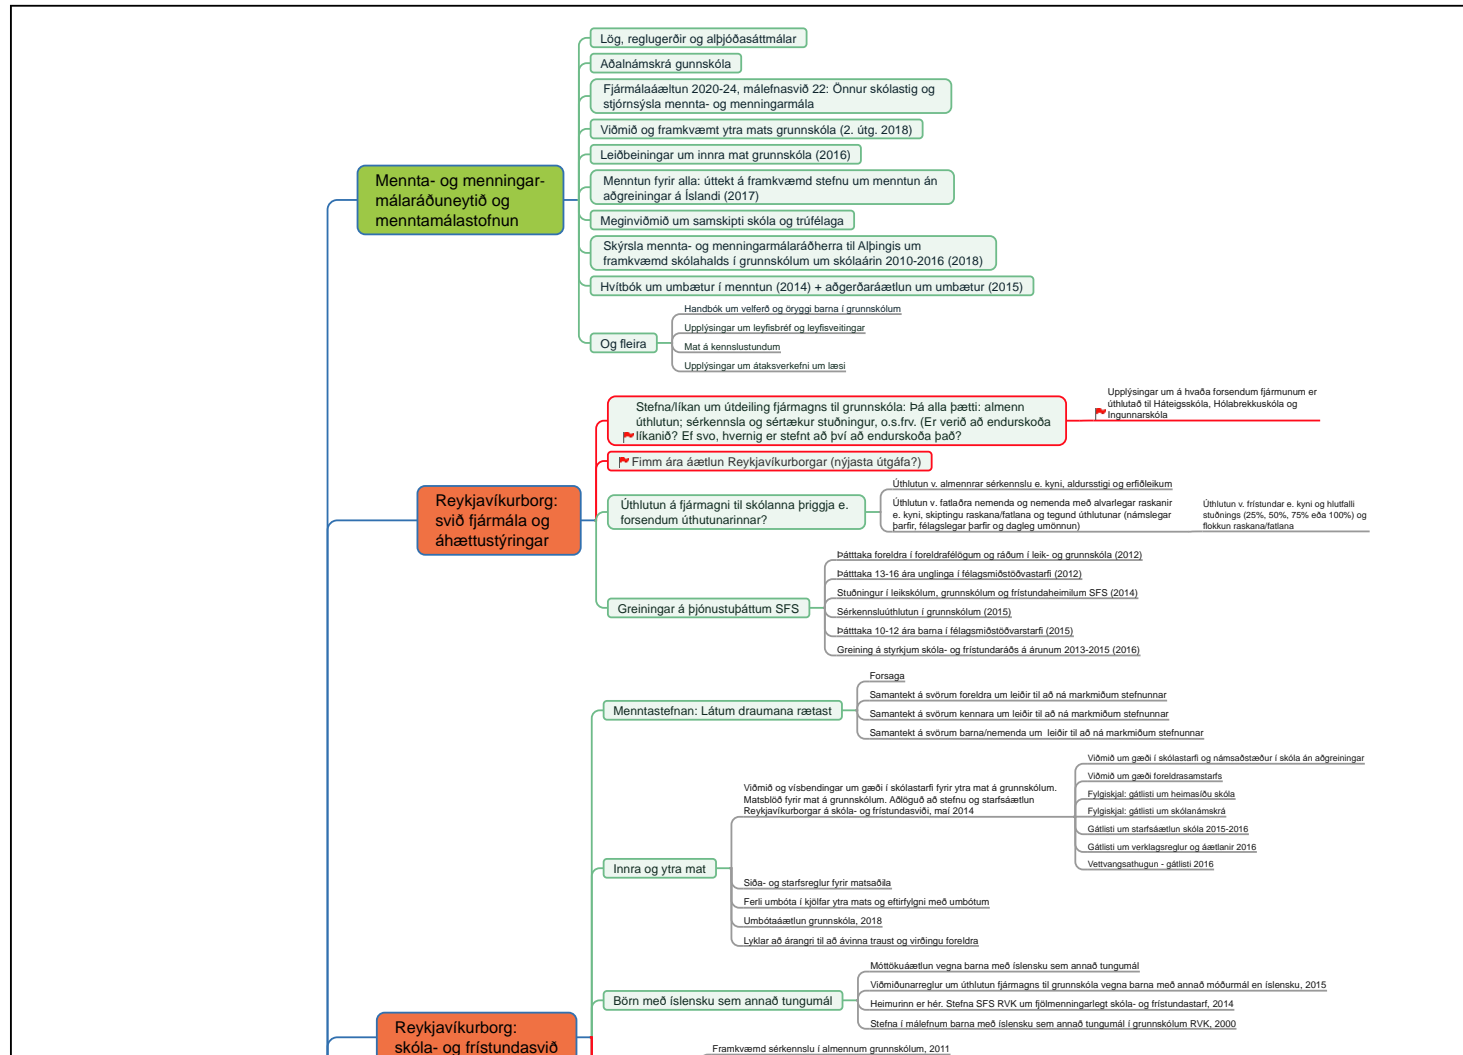 Lög, reglugerðir og alþjóðasáttmálar
Aðalnámskrá gunnskóla
Fjármálaáæltun 2020-24, málefnasvið 22: Önnur skólastig og
stjórnsýsla mennta- og menningarmála
Viðmið og framkvæmt ytra mats grunnskóla (2. útg. 2018)
Leiðbeiningar um innra mat grunnskóla (2016)
Mennta- og menningar-
málaráðuneytið og
menntamálastofnun
Menntun fyrir alla: úttekt á framkvæmd stefnu um menntun án
aðgreiningar á Íslandi (2017)
Meginviðmið um samskipti skóla og trúfélaga
Skýrsla mennta- og menningarmálaráðherra til Alþingis um
framkvæmd skólahalds í grunnskólum um skólaárin 2010-2016 (2018)
Hvítbók um umbætur í menntun (2014) + aðgerðaráætlun um umbætur (2015)
Og fleira
Handbók um velferð og öryggi barna í grunnskólum
Upplýsingar um leyfisbréf og leyfisveitingar
Mat á kennslustundum
Upplýsingar um átaksverkefni um læsi
Reykjavíkurborg:
svið fjármála og
áhættustýringar
Stefna/líkan um útdeiling fjármagns til grunnskóla: Þá alla þætti: almenn
úthlutun; sérkennsla og sértækur stuðningur, o.s.frv. (Er verið að endurskoða
líkanið? Ef svo, hvernig er stefnt að því að endurskoða það?
Upplýsingar um á hvaða forsendum fjármunum er
úthlutað til Háteigsskóla, Hólabrekkuskóla og
Ingunnarskóla
Fimm ára áætlun Reykjavíkurborgar (nýjasta útgáfa?)
Úthlutun á fjármagni til skólanna þriggja e.
forsendum úthutunarinnar?
Úthlutun v. almennrar sérkennslu e. kyni, aldursstigi og erfiðleikum
Úthlutun v. fatlaðra nemenda og nemenda með alvarlegar raskanir
e. kyni, skiptingu raskana/fatlana og tegund úthlutunar (námslegar
þarfir, félagslegar þarfir og dagleg umönnun)
Úthlutun v. frístundar e. kyni og hlutfalli
stuðnings (25%, 50%, 75% eða 100%) og
flokkun raskana/fatlana
Greiningar á þjónustuþáttum SFS
Þátttaka foreldra í foreldrafélögum og ráðum í leik- og grunnskóla (2012)
Þátttaka 13-16 ára unglinga í félagsmiðstöðvastarfi (2012)
Stuðningur í leikskólum, grunnskólum og frístundaheimilum SFS (2014)
Sérkennsluúthlutun í grunnskólum (2015)
Þátttaka 10-12 ára barna í félagsmiðstöðvarstarfi (2015)
Greining á styrkjum skóla- og frístundaráðs á árunum 2013-2015 (2016)
Menntastefnan: Látum draumana rætast
Forsaga
Samantekt á svörum foreldra um leiðir til að ná markmiðum stefnunnar
Samantekt á svörum kennara um leiðir til að ná markmiðum stefnunnar
Samantekt á svörum barna/nemenda um leiðir til að ná markmiðum stefnunnar
Innra og ytra mat
Viðmið og vísbendingar um gæði í skólastarfi fyrir ytra mat á grunnskólum.
Matsblöð fyrir mat á grunnskólum. Aðlöguð að stefnu og starfsáætlun
Reykjavíkurborgar á skóla- og frístundasviði, maí 2014
Viðmið um gæði í skólastarfi og námsaðstæður í skóla án aðgreiningar
Viðmið um gæði foreldrasamstarfs
Fylgiskjal: gátlisti um heimasíðu skóla
Fylgiskjal: gátlisti um skólanámskrá
Gátlisti um starfsáætlun skóla 2015-2016
Gátlisti um verklagsreglur og áætlanir 2016
Vettvangsathugun - gátlisti 2016
Siða- og starfsreglur fyrir matsaðila
Ferli umbóta í kjölfar ytra mats og eftirfylgni með umbótum
Umbótaáætlun grunnskóla, 2018
Lyklar að árangri til að ávinna traust og virðingu foreldra
Börn með íslensku sem annað tungumál
Móttökuáætlun vegna barna með íslensku sem annað tungumál
Viðmiðunarreglur um úthlutun fjármagns til grunnskóla vegna barna með annað móðurmál en íslensku, 2015
Heimurinn er hér. Stefna SFS RVK um fjölmenningarlegt skóla- og frístundastarf, 2014
Stefna í málefnum barna með íslensku sem annað tungumál í grunnskólum RVK, 2000
Reykjavíkurborg:
skóla- og frístundasvið
Framkvæmd sérkennslu í almennum grunnskólum, 2011